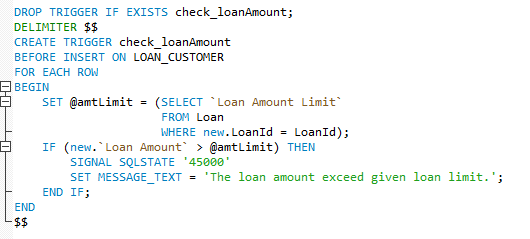 DROP TRIGGER IF EXISTS check_loanAmount;
DELIMITER $$
CREATE TRIGGER check_loanAmount
BEFORE INSERT ON LOAN_CUSTOMER
FOR EACH ROW
BEGIN
    SET @amtLimit = (SELECT `Loan Amount Limit`
                     FROM Loan
                     WHERE new.LoanId = LoanId);
    IF (new.`Loan Amount` > @amtLimit) THEN
        SIGNAL SQLSTATE '45000'
        SET MESSAGE_TEXT = 'The loan amount exceed given loan limit.';
    END IF;
END
$$